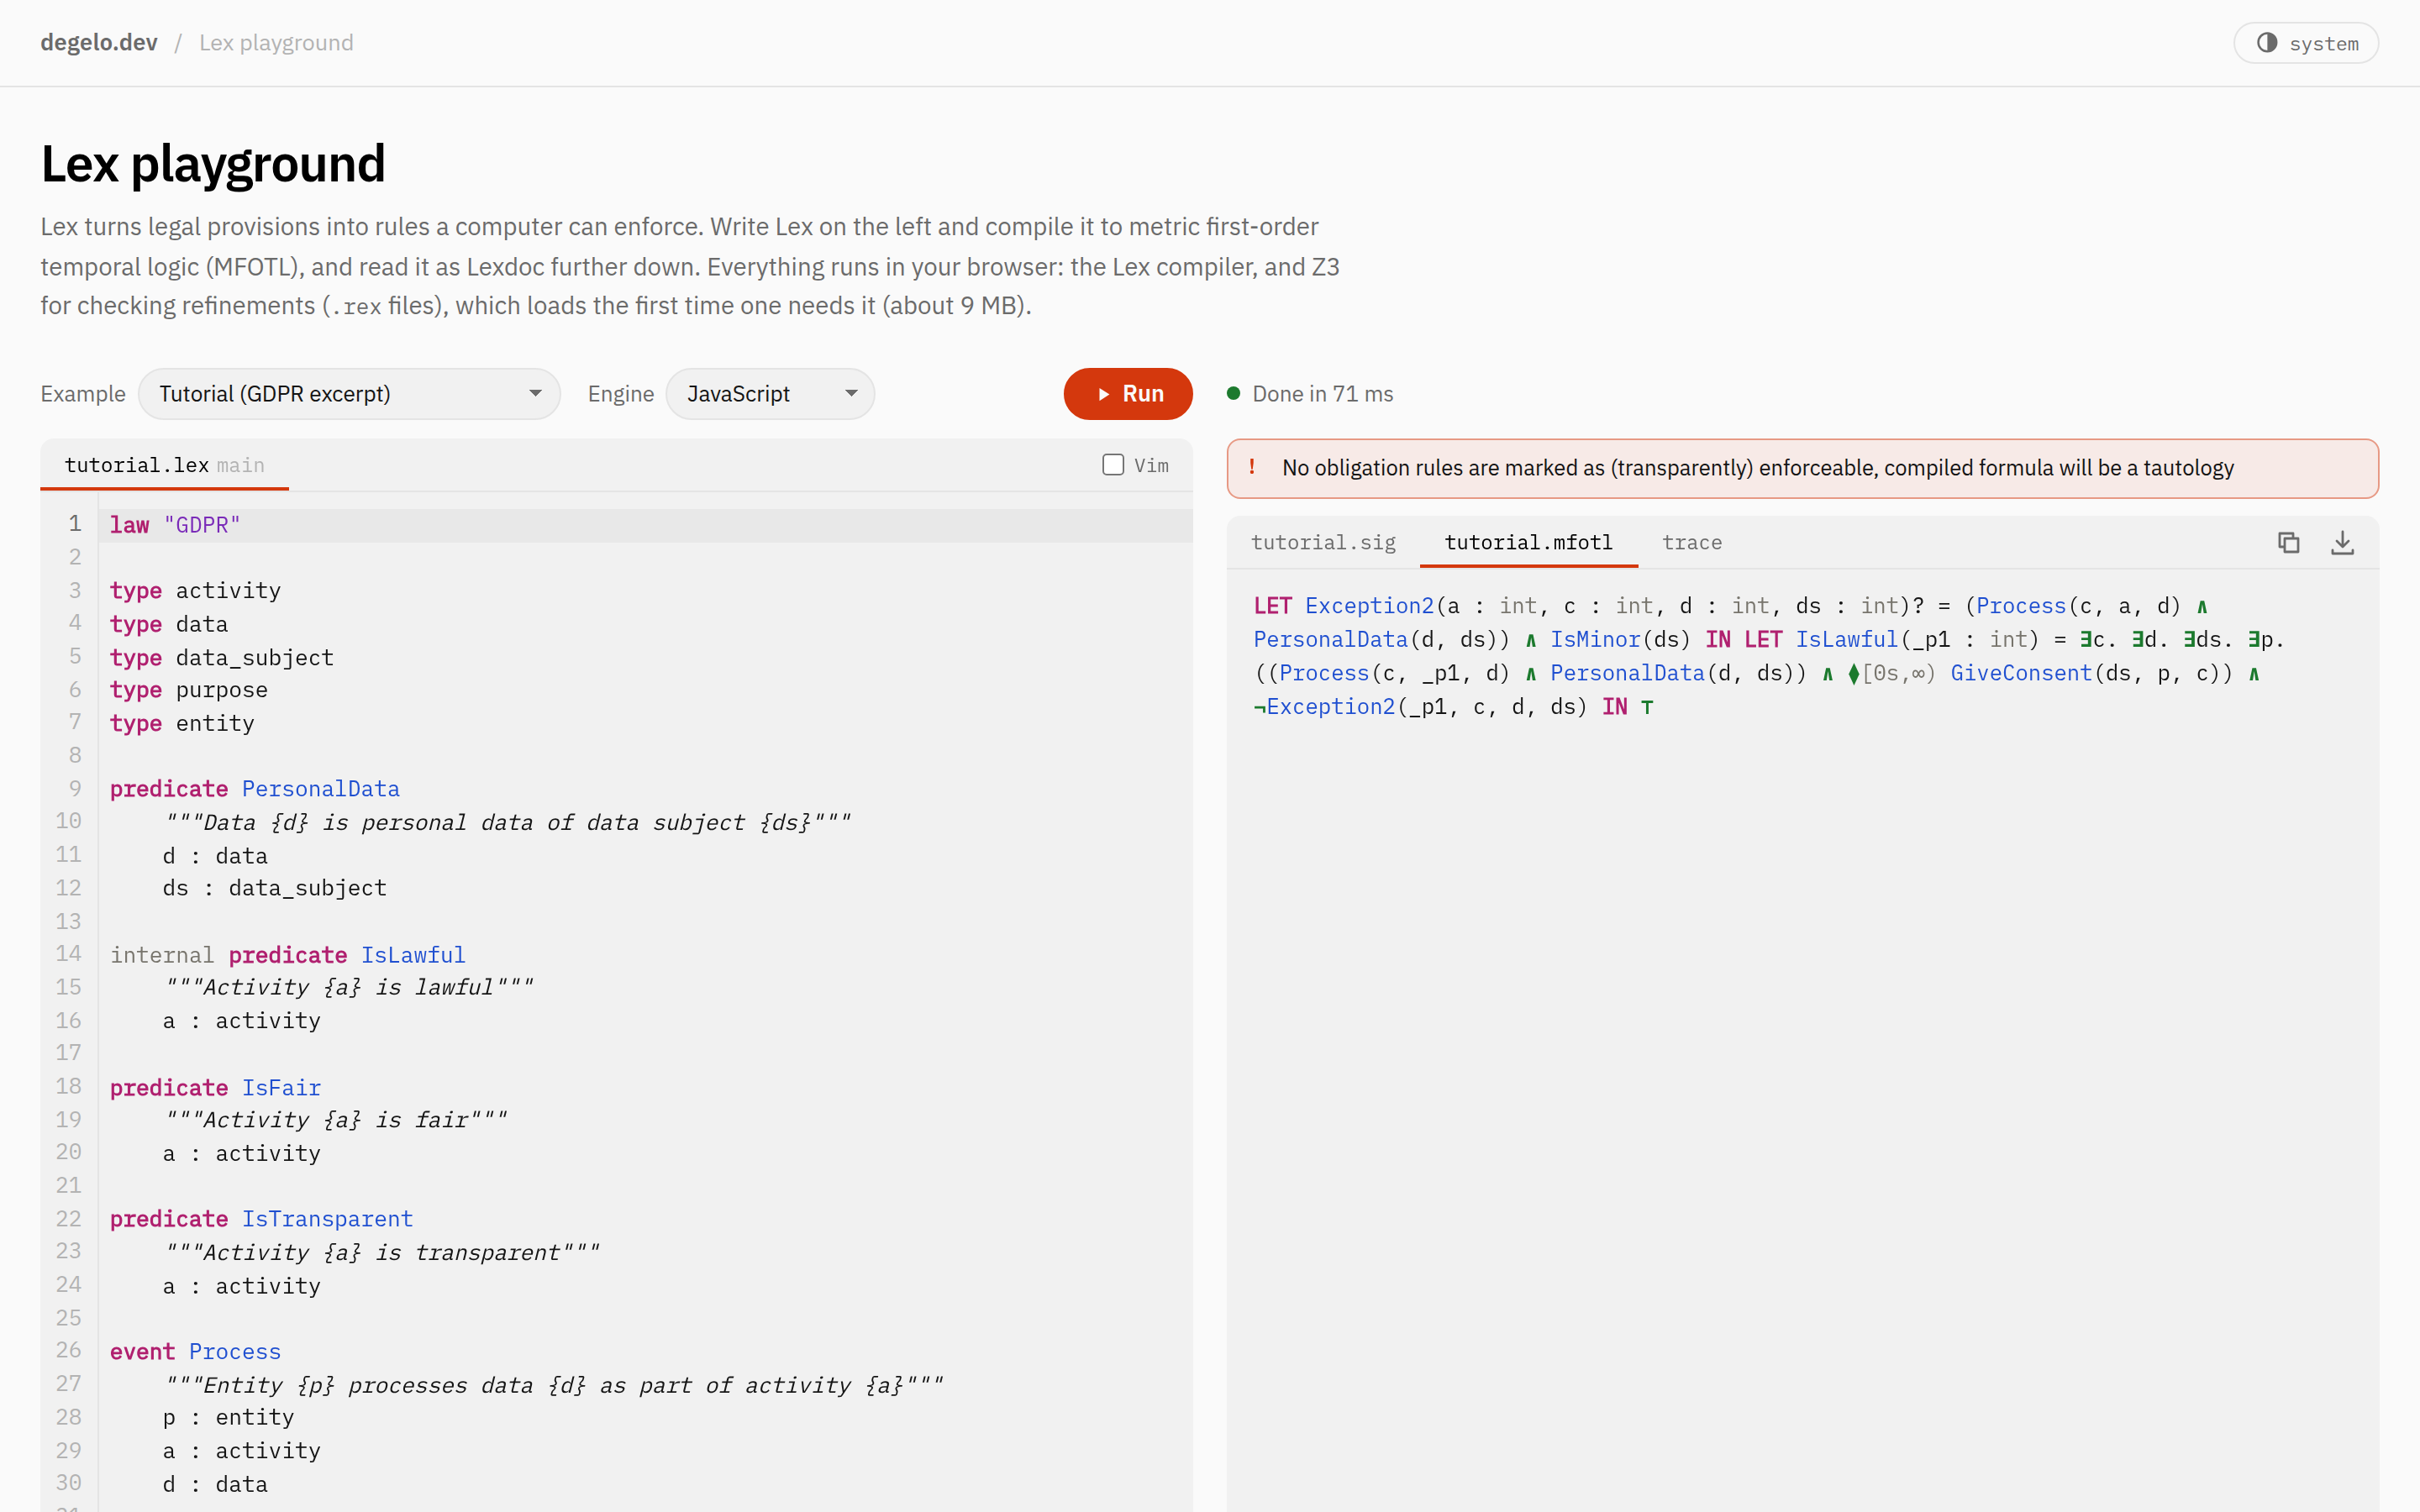 degelo.dev / Lex playground
system
Lex playground
Lex turns legal provisions into rules a computer can enforce. Write Lex on the left and compile it to metric first-order
temporal logic (MFOTL), and read it as Lexdoc further down. Everything runs in your browser: the Lex compiler, and Z3
for checking refinements (.rex files), which loads the first time one needs it (about 9 MB).
Example Tutorial (GDPR excerpt) Engine JavaScript Run
Done in 71 ms
tutorial.lex main Vim
1 law "GDPR"
2
3 type activity
4 type data
5 type data_subject
6 type purpose
7 type entity
8
9 predicate PersonalData
10 """Data {d} is personal data of data subject {ds}"""
11 d : data
12 ds : data_subject
13
14 internal predicate IsLawful
15 """Activity {a} is lawful"""
16 a : activity
17
18 predicate IsFair
19 """Activity {a} is fair"""
20 a : activity
21
22 predicate IsTransparent
23 """Activity {a} is transparent"""
24 a : activity
25
26 event Process
27 """Entity {p} processes data {d} as part of activity {a}"""
28 p : entity
29 a : activity
30 d : data
! No obligation rules are marked as (transparently) enforceable, compiled formula will be a tautology
tutorial.sig tutorial.mfotl trace
LET Exception2(a : int, c : int, d : int, ds : int)? = (Process(c, a, d) ∧
PersonalData(d, ds)) ∧ IsMinor(ds) IN LET IsLawful(_p1 : int) = ∃c. ∃d. ∃ds. ∃p.
((Process(c, _p1, d) ∧ PersonalData(d, ds)) ∧ ⧫[0s,∞) GiveConsent(ds, p, c)) ∧
¬Exception2(_p1, c, d, ds) IN ⊤